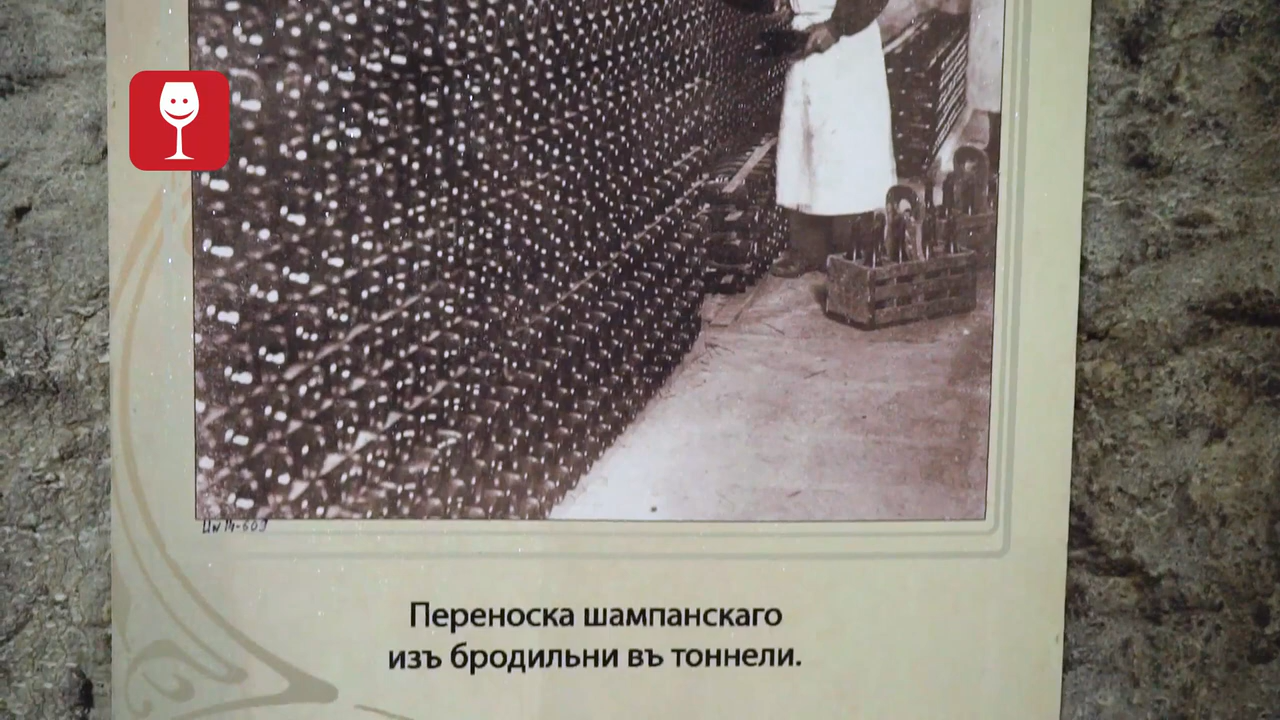 Переноска шампанскаго
изъ бродильни въ тоннели.